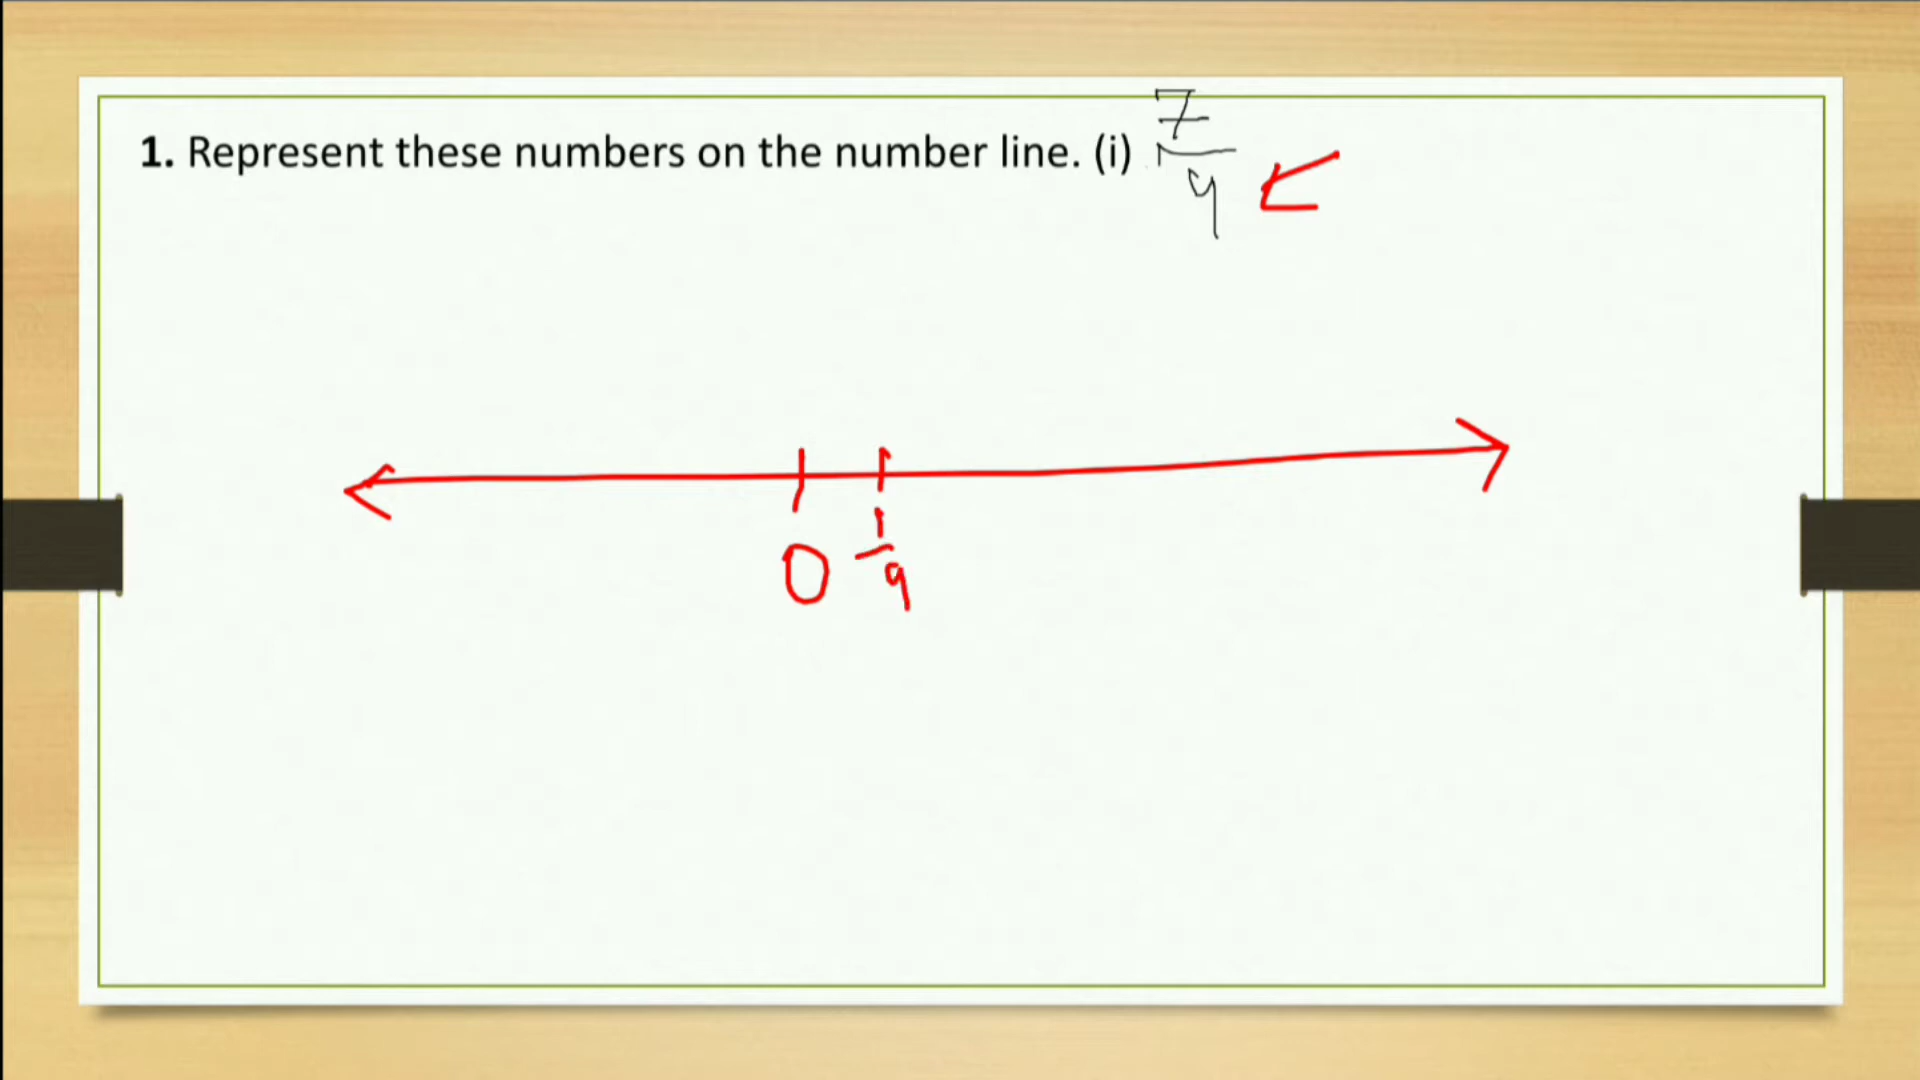 1. Represent these numbers on the number line. (i) 7/4
0 1/4